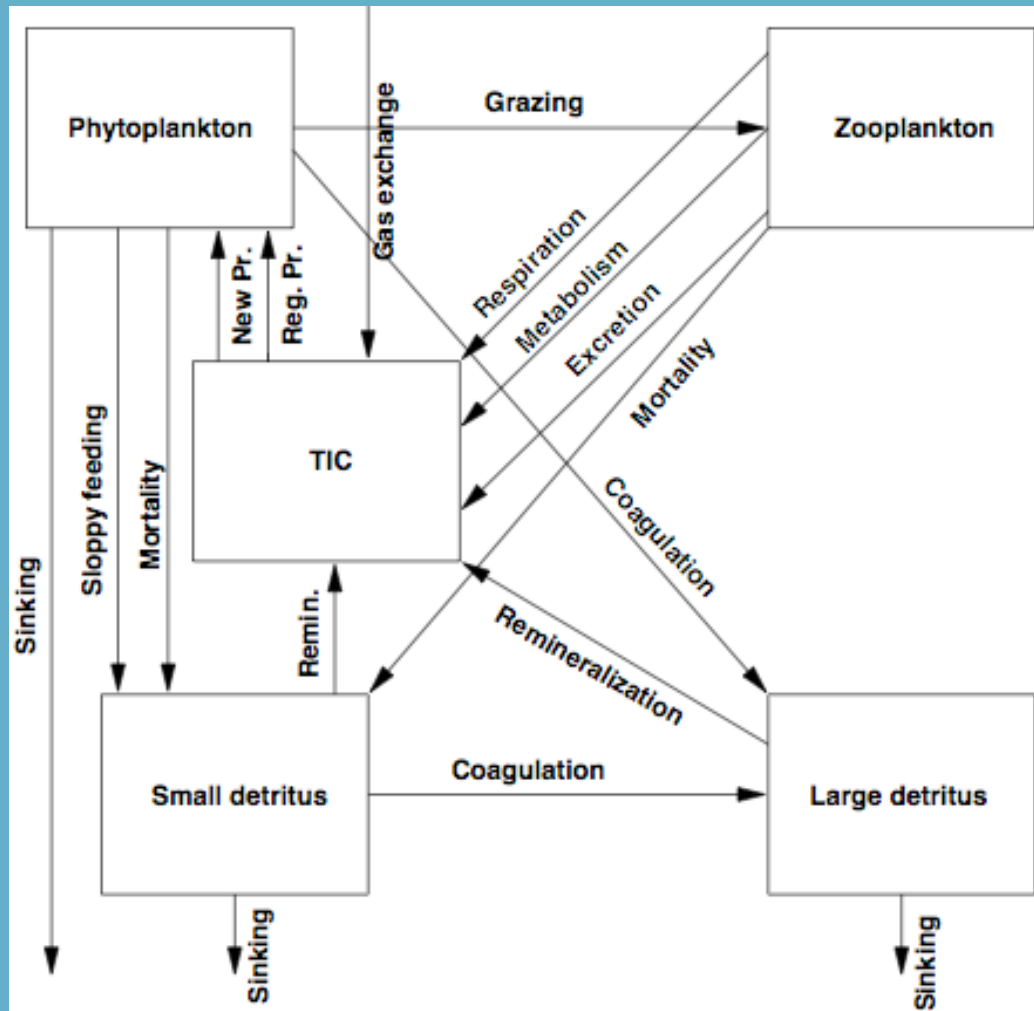 Phytoplankton
Grazing
Zooplankton
Gas exchange
New Pr.
Reg. Pr.
Respiration
Metabolism
Excretion
Mortality
TIC
Sinking
Sloppy feeding
Mortality
Coagulation
Remin.
Remineralization
Small detritus
Coagulation
Large detritus
Sinking
Sinking